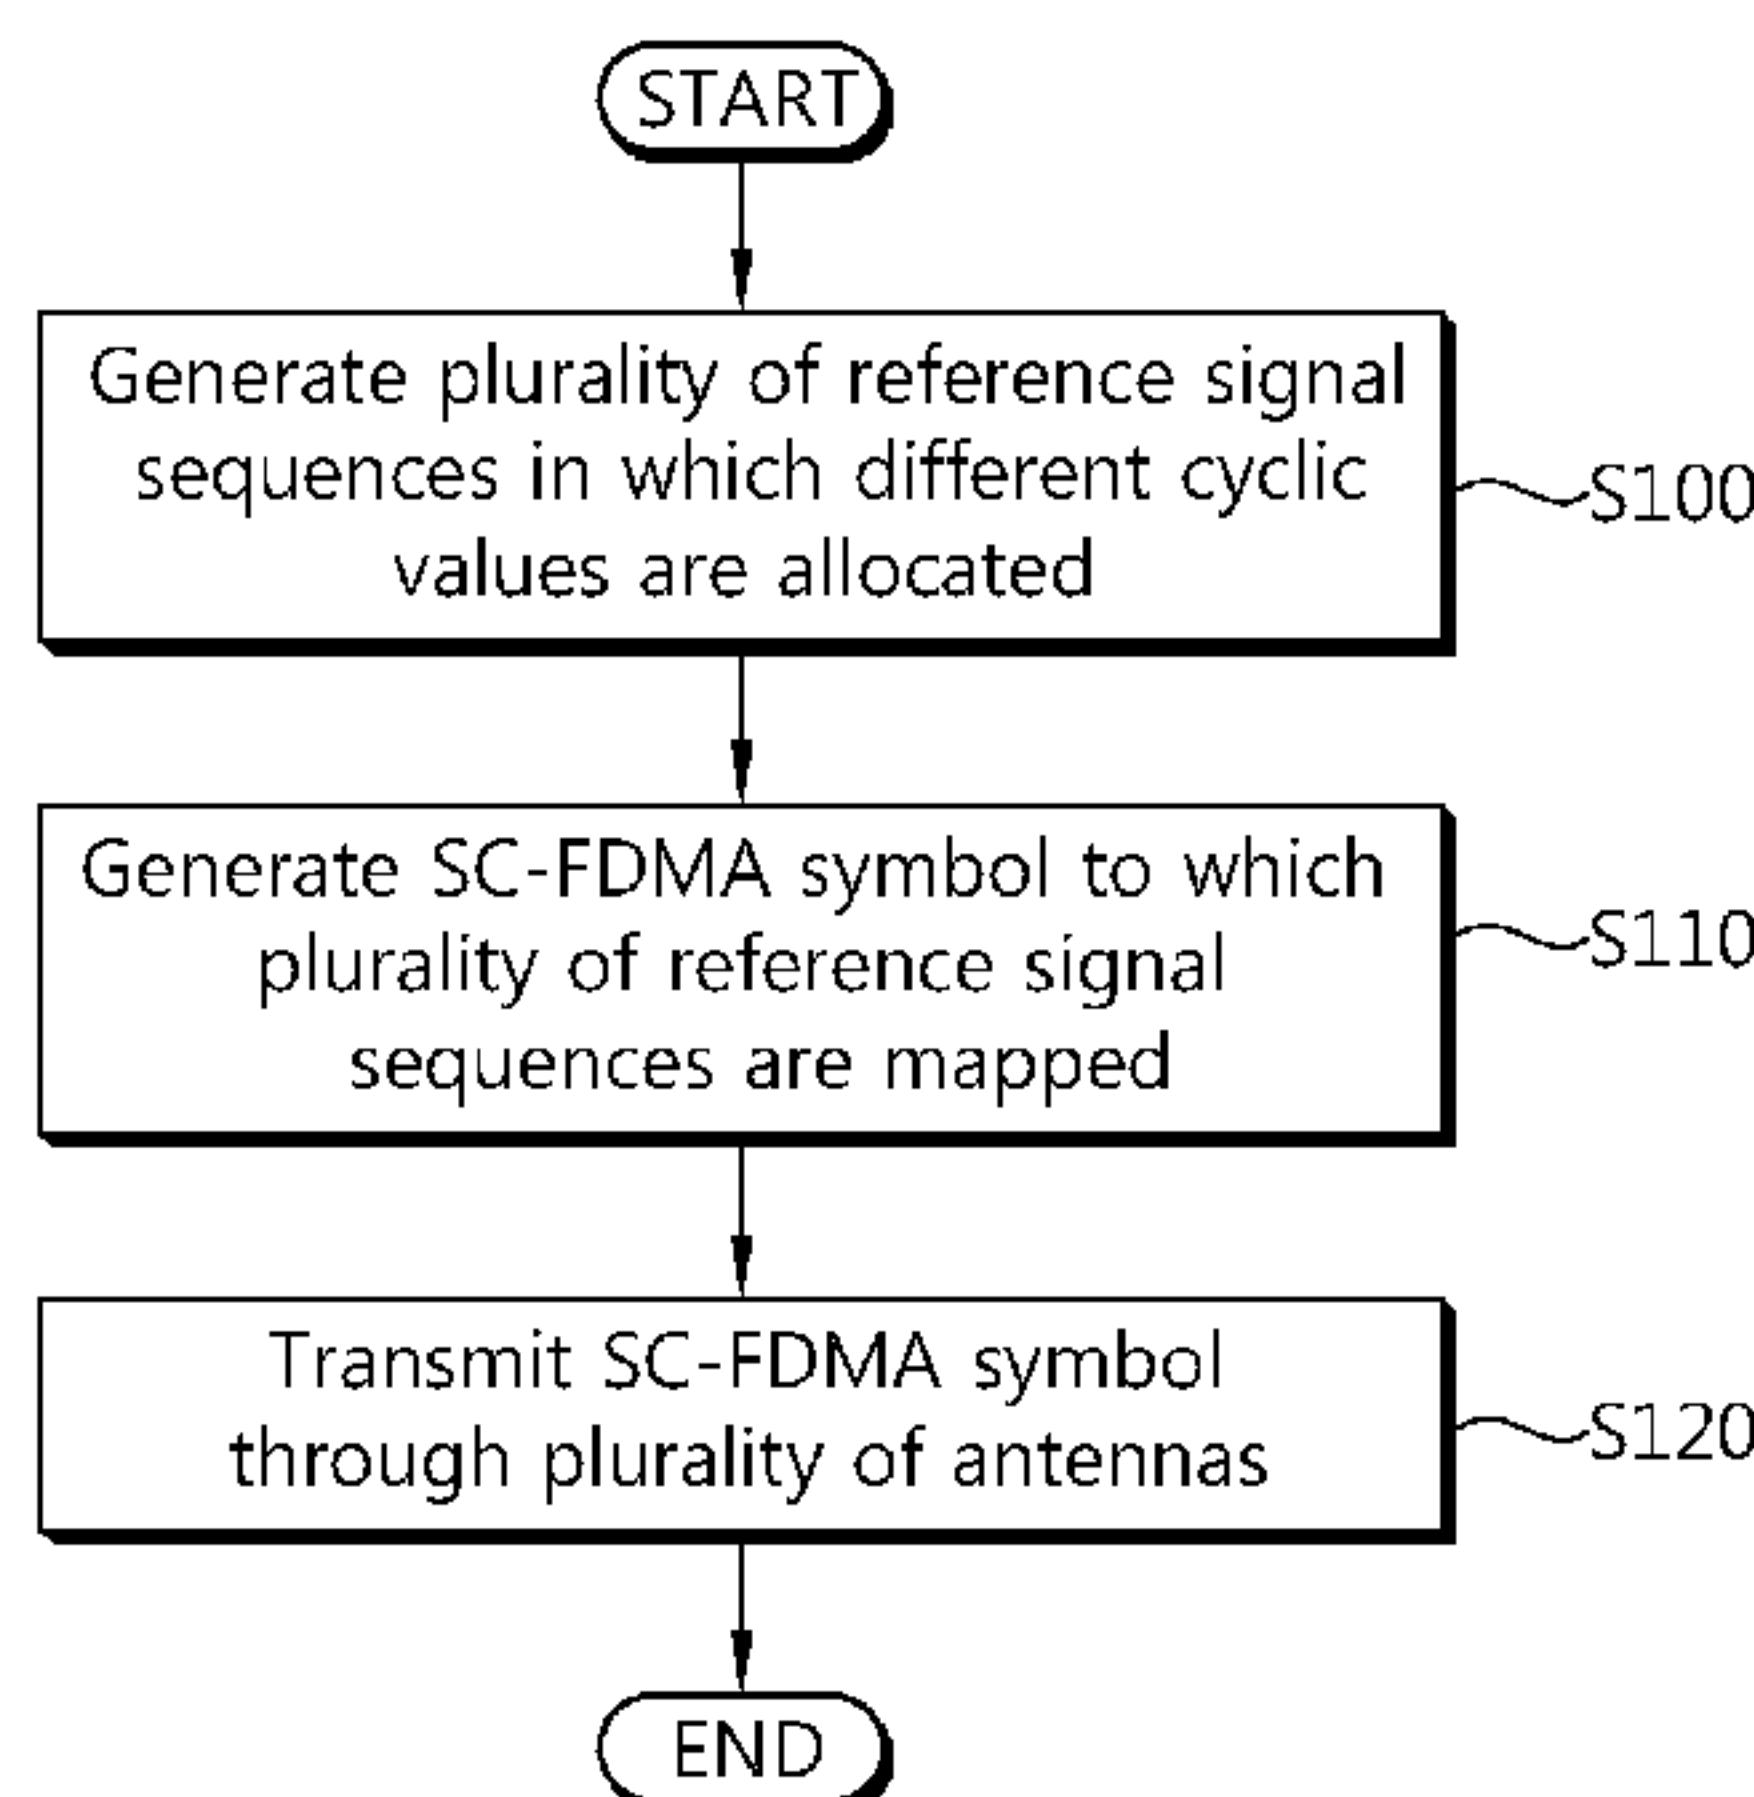 START
Generate plurality of reference signal
sequences in which different cyclic
values are allocated
S100
Generate SC-FDMA symbol to which
plurality of reference signal
sequences are mapped
S110
Transmit SC-FDMA symbol
through plurality of antennas
S120
END